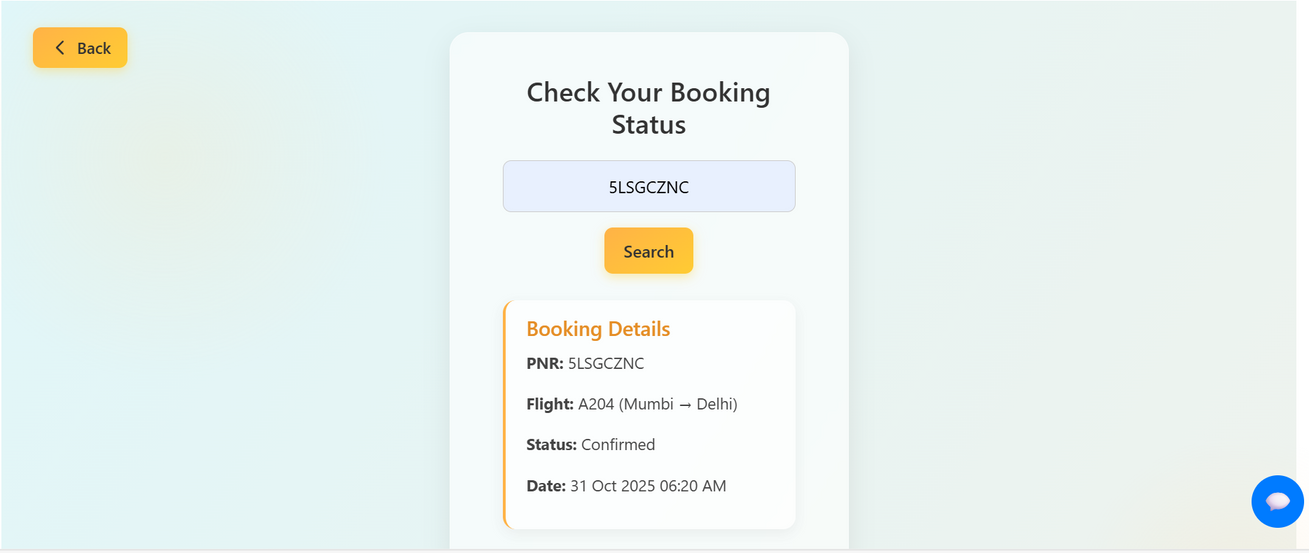 Back
Check Your Booking
Status
5LSGCZNC
Search
Booking Details
PNR: 5LSGCZNC
Flight: A204 (Mumbi → Delhi)
Status: Confirmed
Date: 31 Oct 2025 06:20 AM